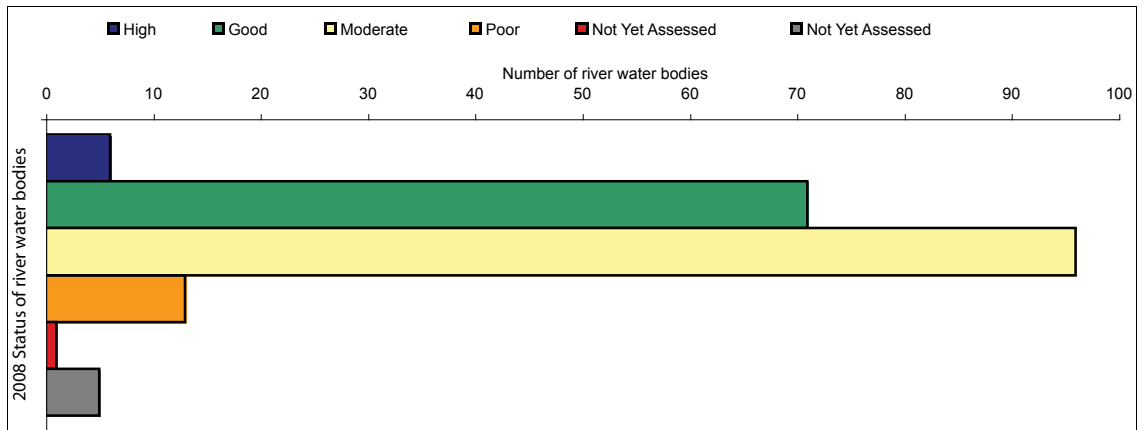 High Good Moderate Poor Not Yet Assessed Not Yet Assessed
Number of river water bodies
0 10 20 30 40 50 60 70 80 90 100
2008 Status of river water bodies